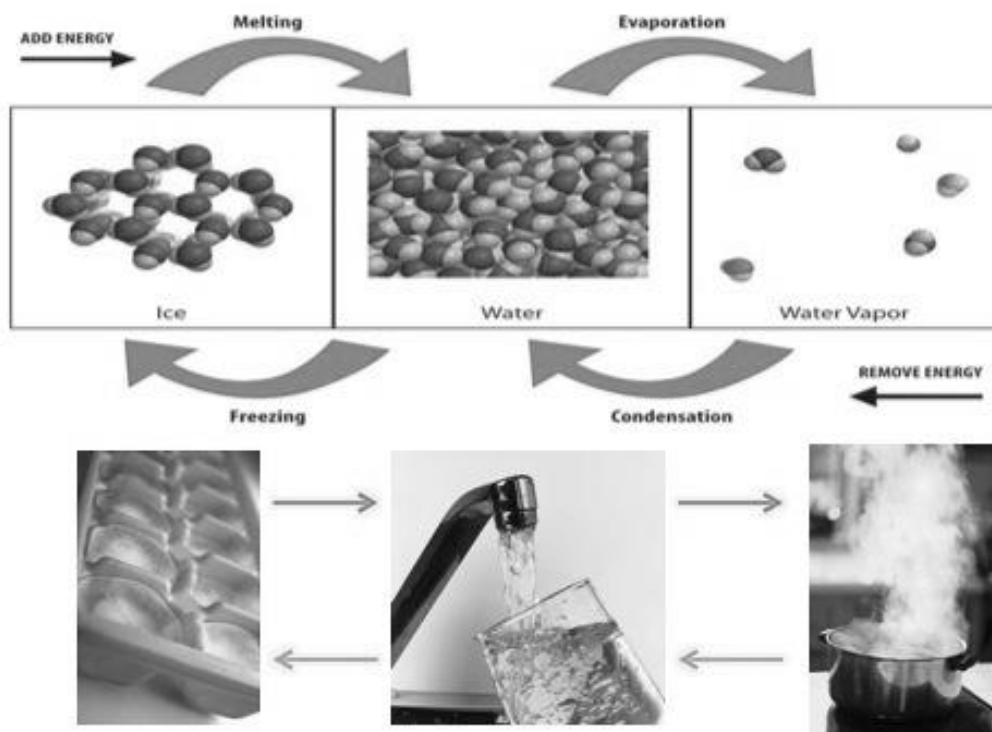 Melting
Evaporation
ADD ENERGY
Ice
Water
Water Vapor
REMOVE ENERGY
Freezing
Condensation